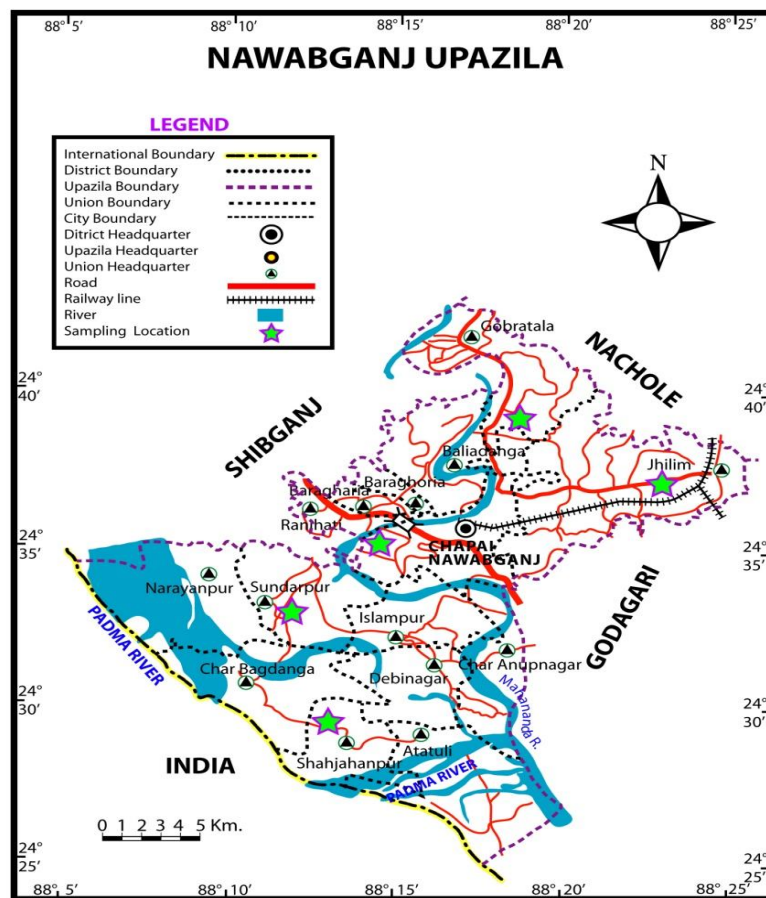 88° 5′ 88° 10′ 88° 15′ 88° 20′ 88° 25′
NAWABGANJ UPAZILA
LEGEND
International Boundary
District Boundary
Upazila Boundary
Union Boundary
City Boundary
Ditrict Headquarter
Upazila Headquarter
Union Headquarter
Road
Railway line
River
Sampling Location
N
Gobratala
NACHOLE
24° 40′
24° 40′
SHIBGANJ
Baliadanga
Jhilim
Baragharia
Baraghoria
Ranihati
CHAPAI
NAWABGANJ
24° 35′
24° 35′
Narayanpur
Sundarpur
Islampur
GODAGARI
PADMA RIVER
Char Bagdanga
Debinagar
Char Anupnagar
Mahananda R.
24° 30′
24° 30′
INDIA
Shahjahanpur
Atatuli
PADMA RIVER
0 1 2 3 4 5 Km.
24° 25′
24° 25′
88° 5′ 88° 10′ 88° 15′ 88° 20′ 88° 25′